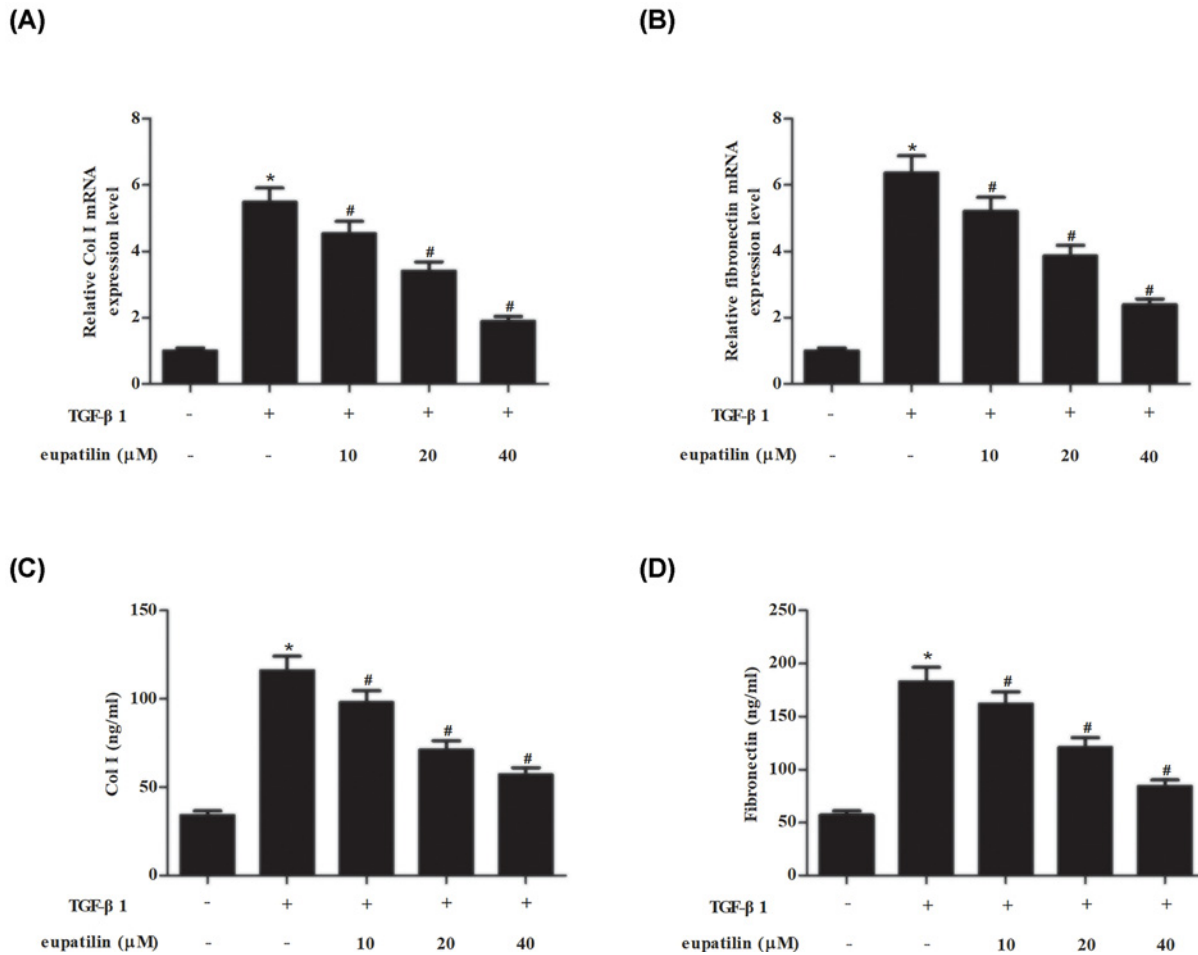 (A)
Relative Col I mRNA
expression level
8
6
4
2
0
*
#
#
#
TGF-β 1 - + + + +
eupatilin (μM) - - 10 20 40
(B)
Relative fibronectin mRNA
expression level
8
6
4
2
0
*
#
#
#
TGF-β 1 - + + + +
eupatilin (μM) - - 10 20 40
(C)
Col I (ng/ml)
150
100
50
0
*
#
#
#
TGF-β 1 - + + + +
eupatilin (μM) - - 10 20 40
(D)
Fibronectin (ng/ml)
250
200
150
100
50
0
*
#
#
#
TGF-β 1 - + + + +
eupatilin (μM) - - 10 20 40